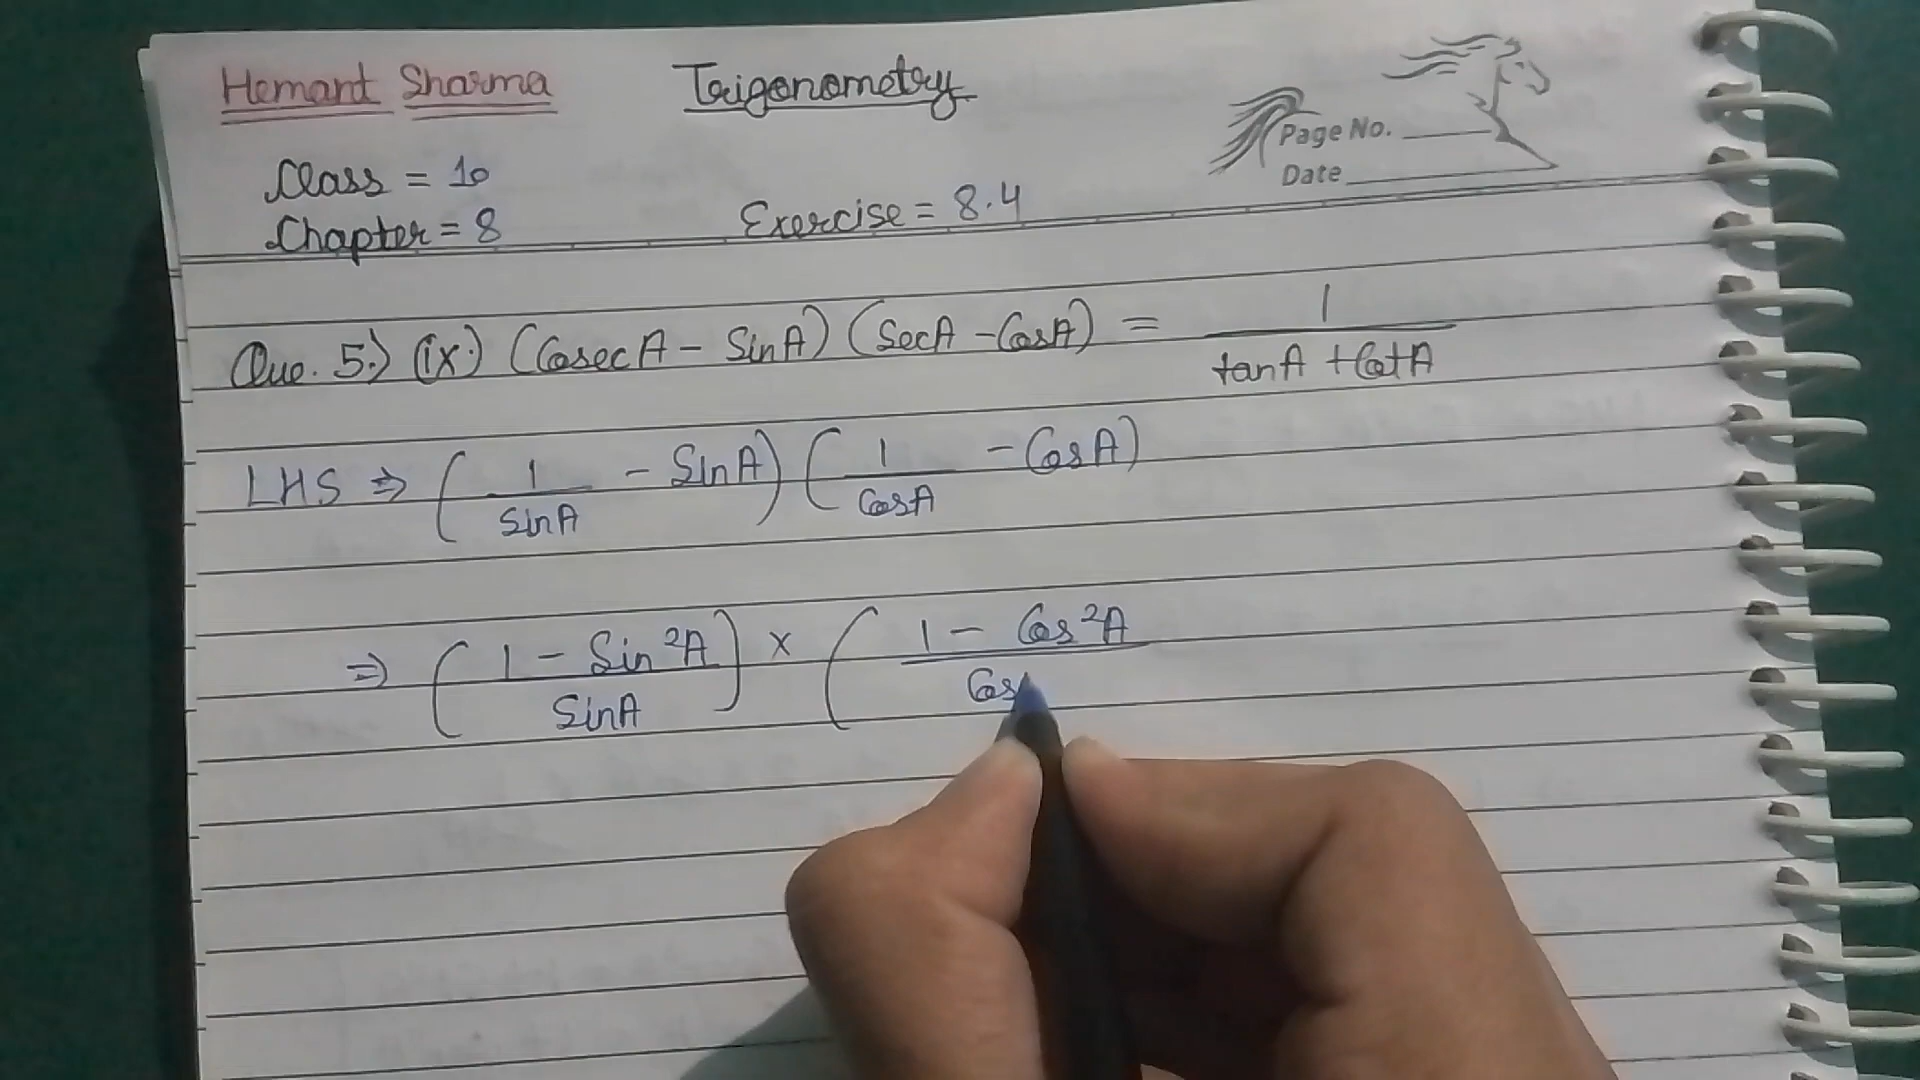 Hemant Sharma Trigonometry
Page No.
Date
Class = 10
Chapter = 8 Exercise = 8.4
Que. 5.) (ix.) (CosecA - SinA) (SecA - CosA) = 1 / tanA + CotA
LHS ⇒ (1 / SinA - SinA) (1 / CosA - CosA)
⇒ (1 - Sin²A / SinA) × (1 - Cos²A / Cos